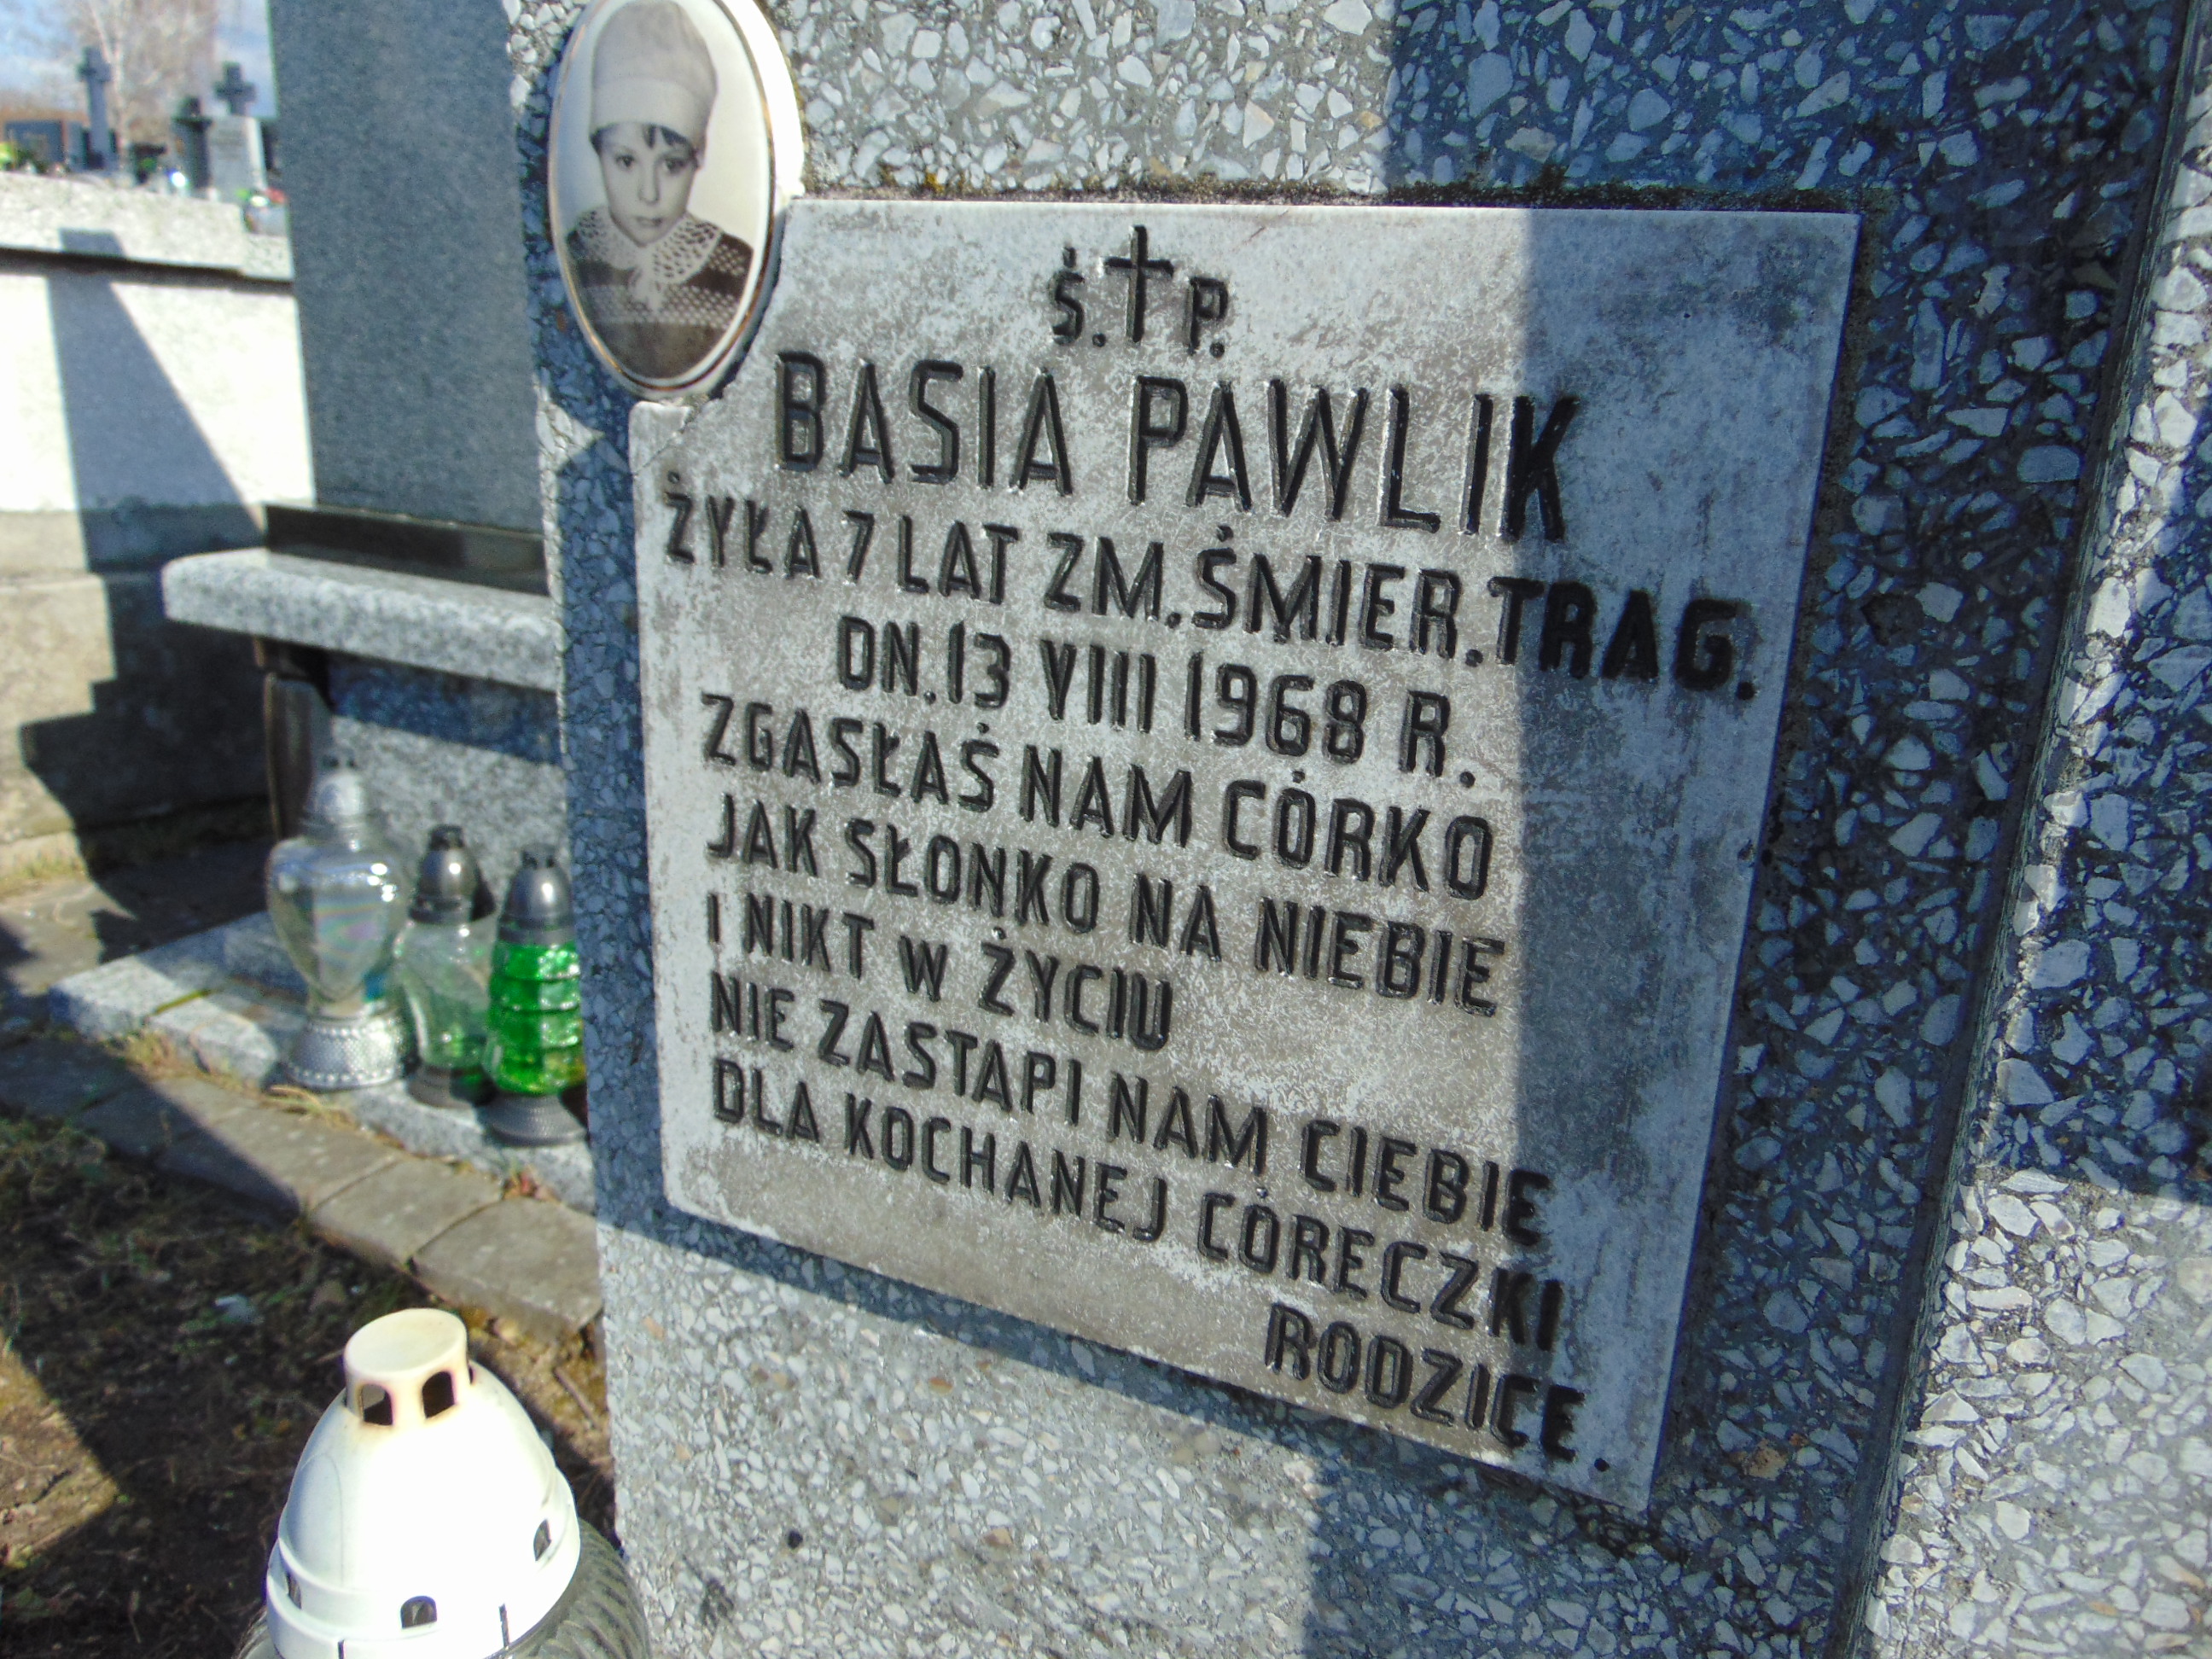 Ś. † P.
BASIA PAWLIK
ŻYŁA 7 LAT ZM. ŚMIER. TRAG.
DN. 13 VIII 1968 R.
ZGASŁAŚ NAM CÓRKO
JAK SŁONKO NA NIEBIE
I NIKT W ŻYCIU
NIE ZASTAPI NAM CIEBIE
DLA KOCHANEJ CÓRECZKI
RODZICE.